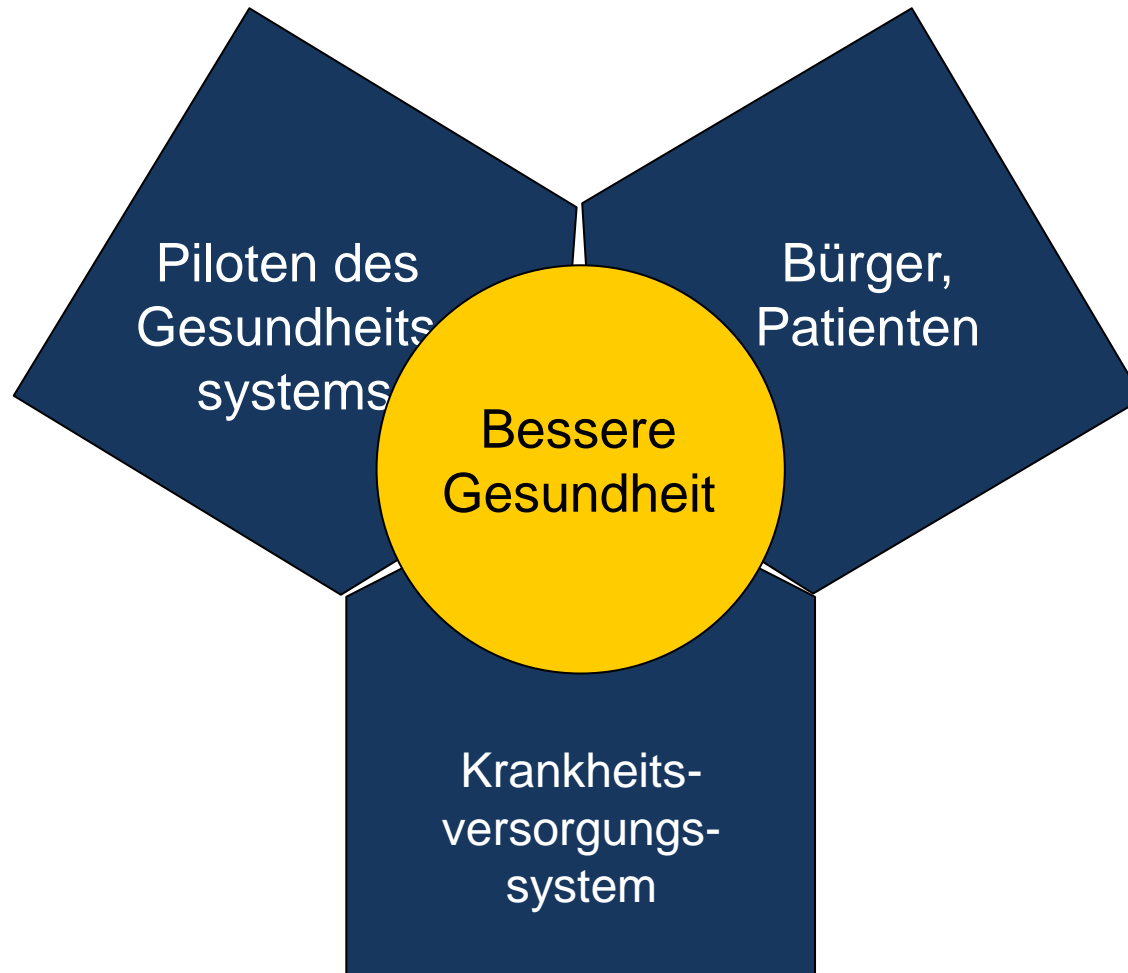 Piloten des
Gesundheits
systems
Bürger,
Patienten
Bessere
Gesundheit
Krankheits-
versorgungs-
system